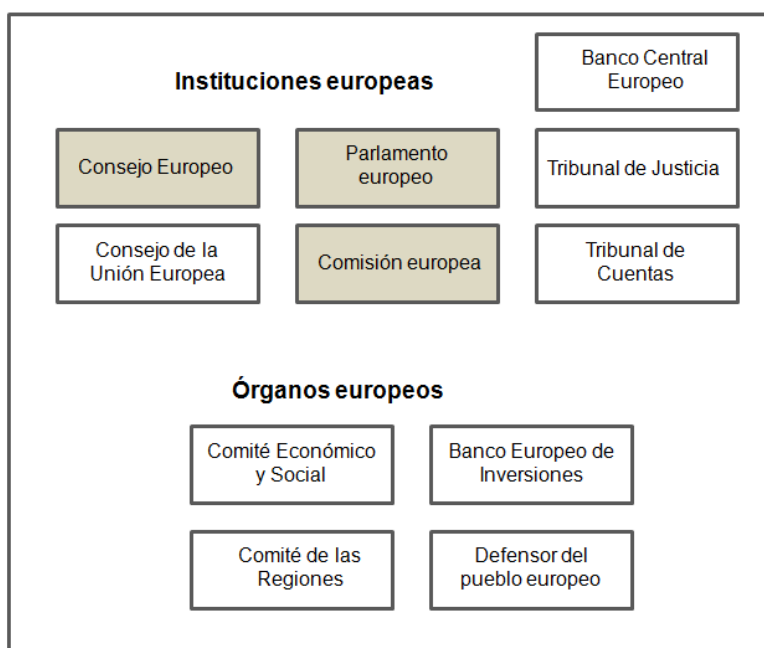 Instituciones europeas
Banco Central
Europeo
Consejo Europeo
Parlamento
europeo
Tribunal de Justicia
Consejo de la
Unión Europea
Comisión europea
Tribunal de
Cuentas
Órganos europeos
Comité Económico
y Social
Banco Europeo de
Inversiones
Comité de las
Regiones
Defensor del
pueblo europeo